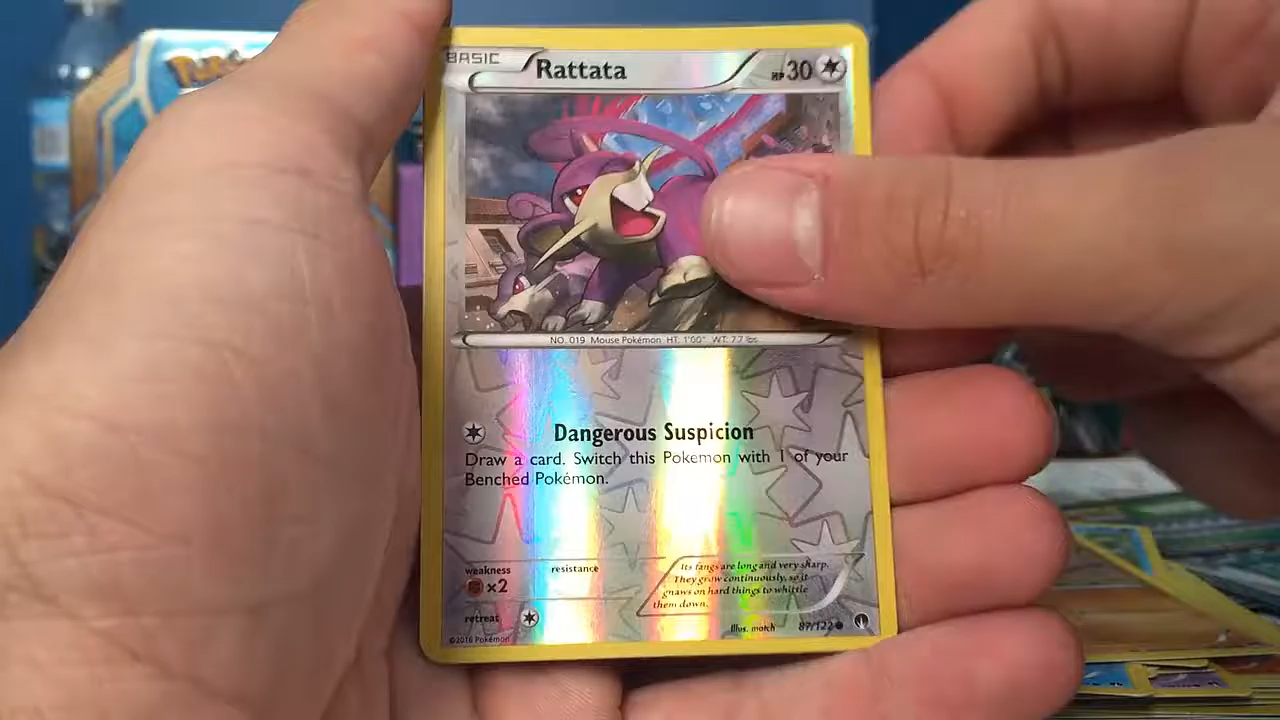 Poké
BASIC
Rattata
HP30
NO. 019 Mouse Pokémon HT: 1'00" WT: 7.7 lbs
Dangerous Suspicion
Draw a card. Switch this Pokemon with 1 of your
Benched Pokémon.
weakness
×2
resistance
Its fangs are long and very sharp.
They grow continuously, so it
gnaws on hard things to whittle
them down.
retreat
Illus. match
87/122
©2016 Pokémon